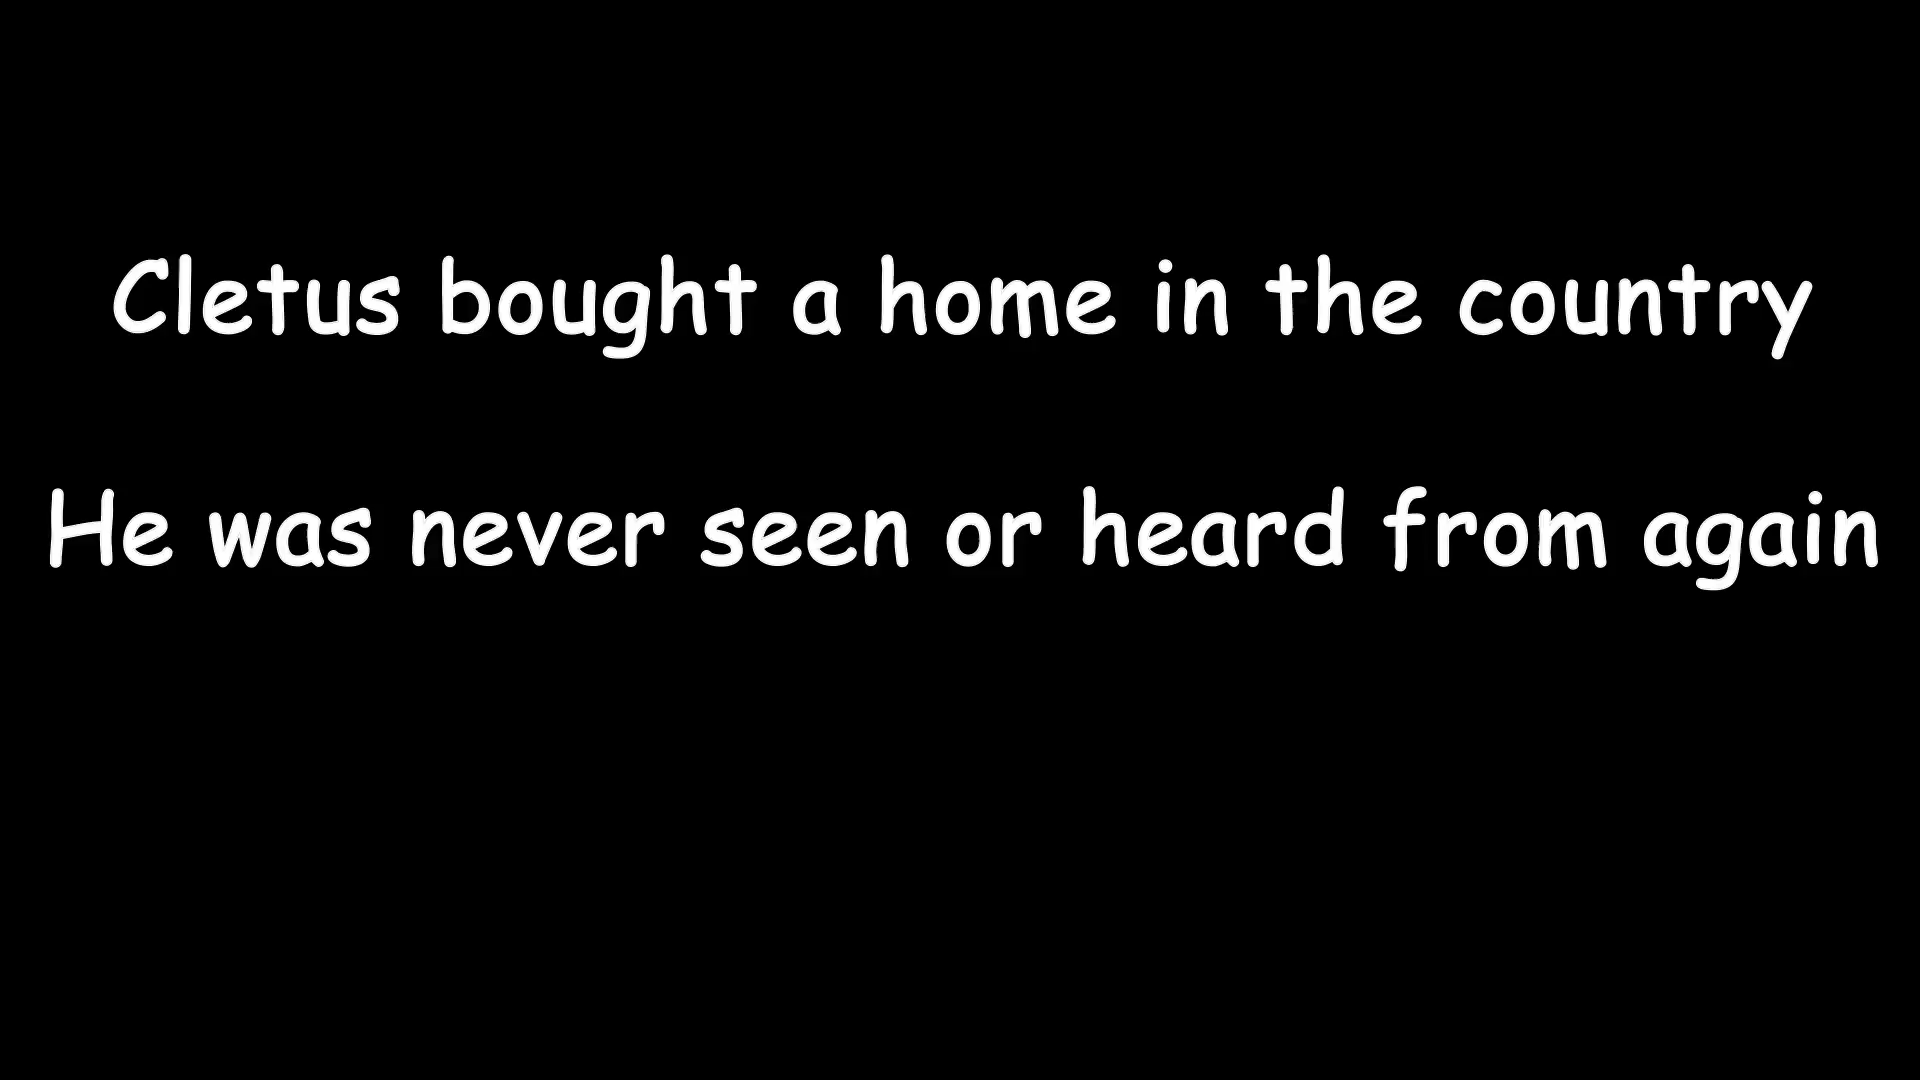 Cletus bought a home in the country
He was never seen or heard from again